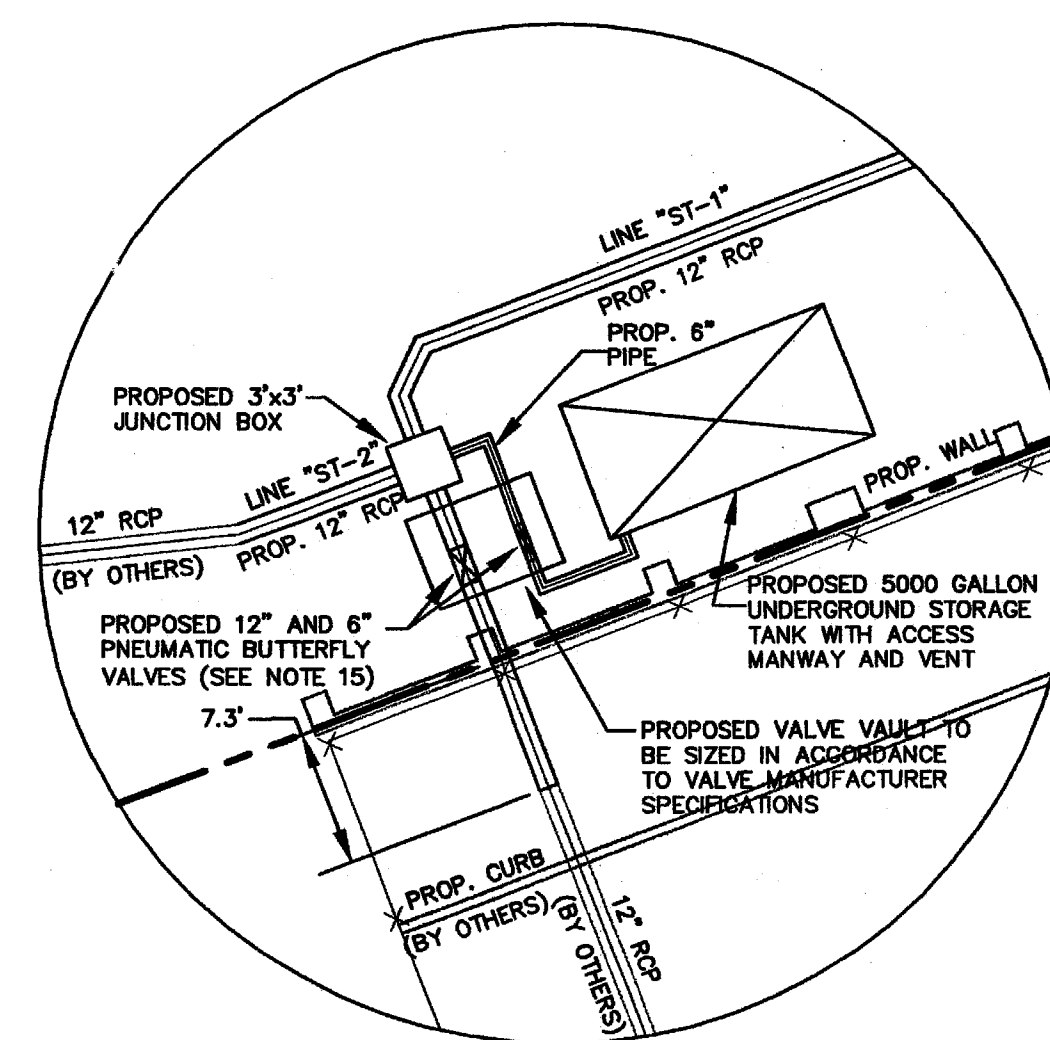 LINE "ST-1"
PROP. 12" RCP
PROP. 6"
PIPE
PROPOSED 3'x3'
JUNCTION BOX
LINE "ST-2"
PROP. 12" RCP
12" RCP
(BY OTHERS)
PROP. WALL
PROPOSED 12" AND 6"
PNEUMATIC BUTTERFLY
VALVES (SEE NOTE 15)
7.3'
PROPOSED 5000 GALLON
UNDERGROUND STORAGE
TANK WITH ACCESS
MANWAY AND VENT
PROPOSED VALVE VAULT TO
BE SIZED IN ACCORDANCE
TO VALVE MANUFACTURER
SPECIFICATIONS
PROP. CURB
(BY OTHERS)
12" RCP
(BY OTHERS)